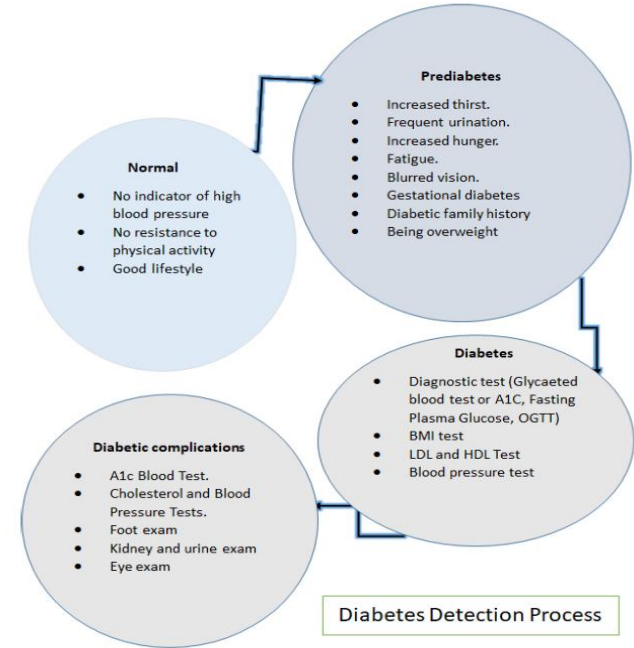 Normal
No indicator of high
blood pressure
No resistance to
physical activity
Good lifestyle
Prediabetes
Increased thirst.
Frequent urination.
Increased hunger.
Fatigue.
Blurred vision.
Gestational diabetes
Diabetic family history
Being overweight
Diabetes
Diagnostic test (Glycaeted
blood test or A1C, Fasting
Plasma Glucose, OGTT)
BMI test
LDL and HDL Test
Blood pressure test
Diabetic complications
A1c Blood Test.
Cholesterol and Blood
Pressure Tests.
Foot exam
Kidney and urine exam
Eye exam
Diabetes Detection Process